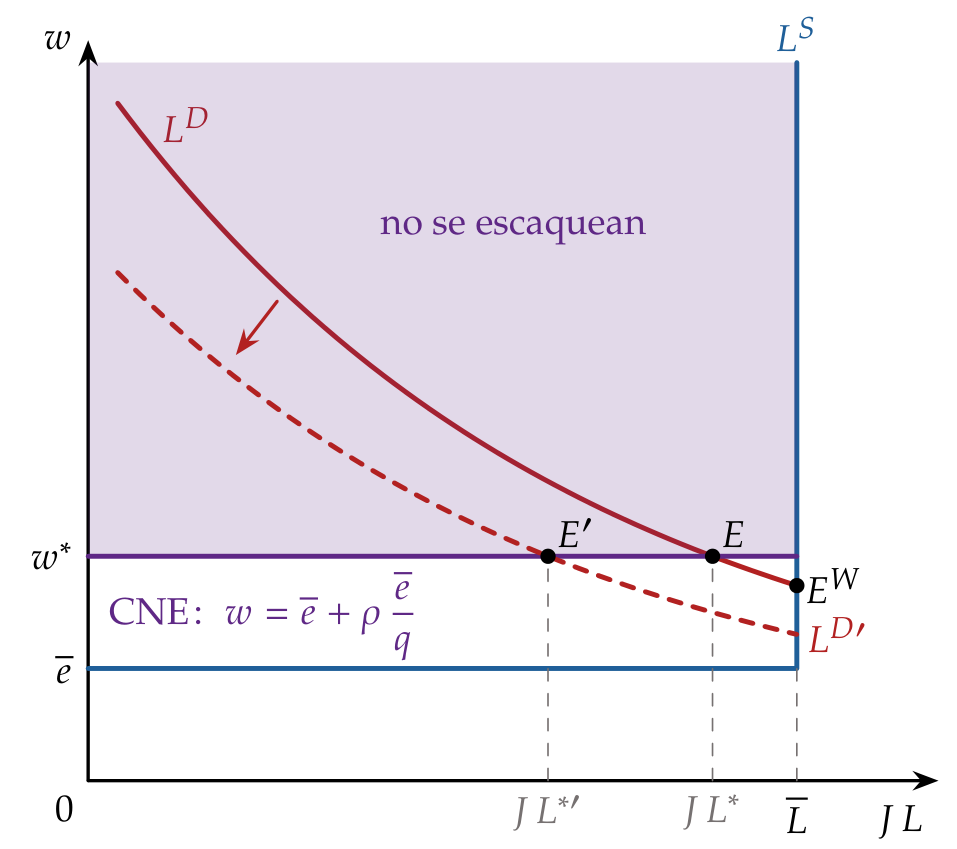 w
L^S
L^D
no se escaquean
w*
E′
E
E^W
CNE: w = e̅ + ρ e̅/q
L^D′
e̅
0
J L*′
J L*
L̅
J L